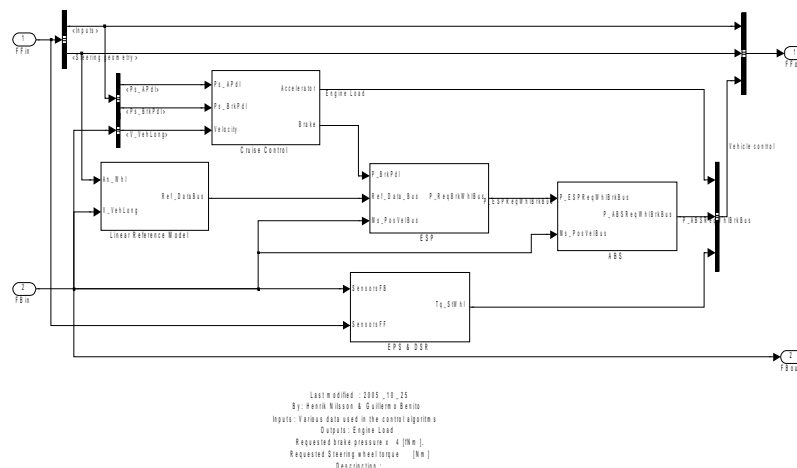 1
FFin
<Inputs>
<Steering geometry>
<Ps_APdl>
<Ps_BrkPdl>
<V_VehLong>
Ps_APdl
Ps_BrkPdl
Velocity
Accelerator
Brake
Cruise Control
Engine Load
1
Vehicle control
An_Whl
V_VehLong
Ref_DataBus
Linear Reference Model
P_BrkPdl
Ref_Data_Bus
Ms_PosVelBus
P_ReqBrkWhlBus
ESP
P_ESPReqWhlBrkBus
P_ESPReqWhlBrkBus
Ms_PosVelBus
P_ABSReqWhlBrkBus
ABS
2
FBin
SensorsFB
SensorsFF
Tq_StWhl
EPS & DSR
2
FBou
Last modified : 2005_10_25
By: Henrik Nilsson & Guillermo Benito
Inputs: Various data used in the control algoritms
Outputs: Engine Load
Requested brake pressure x 4 [Nm].
Requested Steering wheel torque [Nm]
Description :